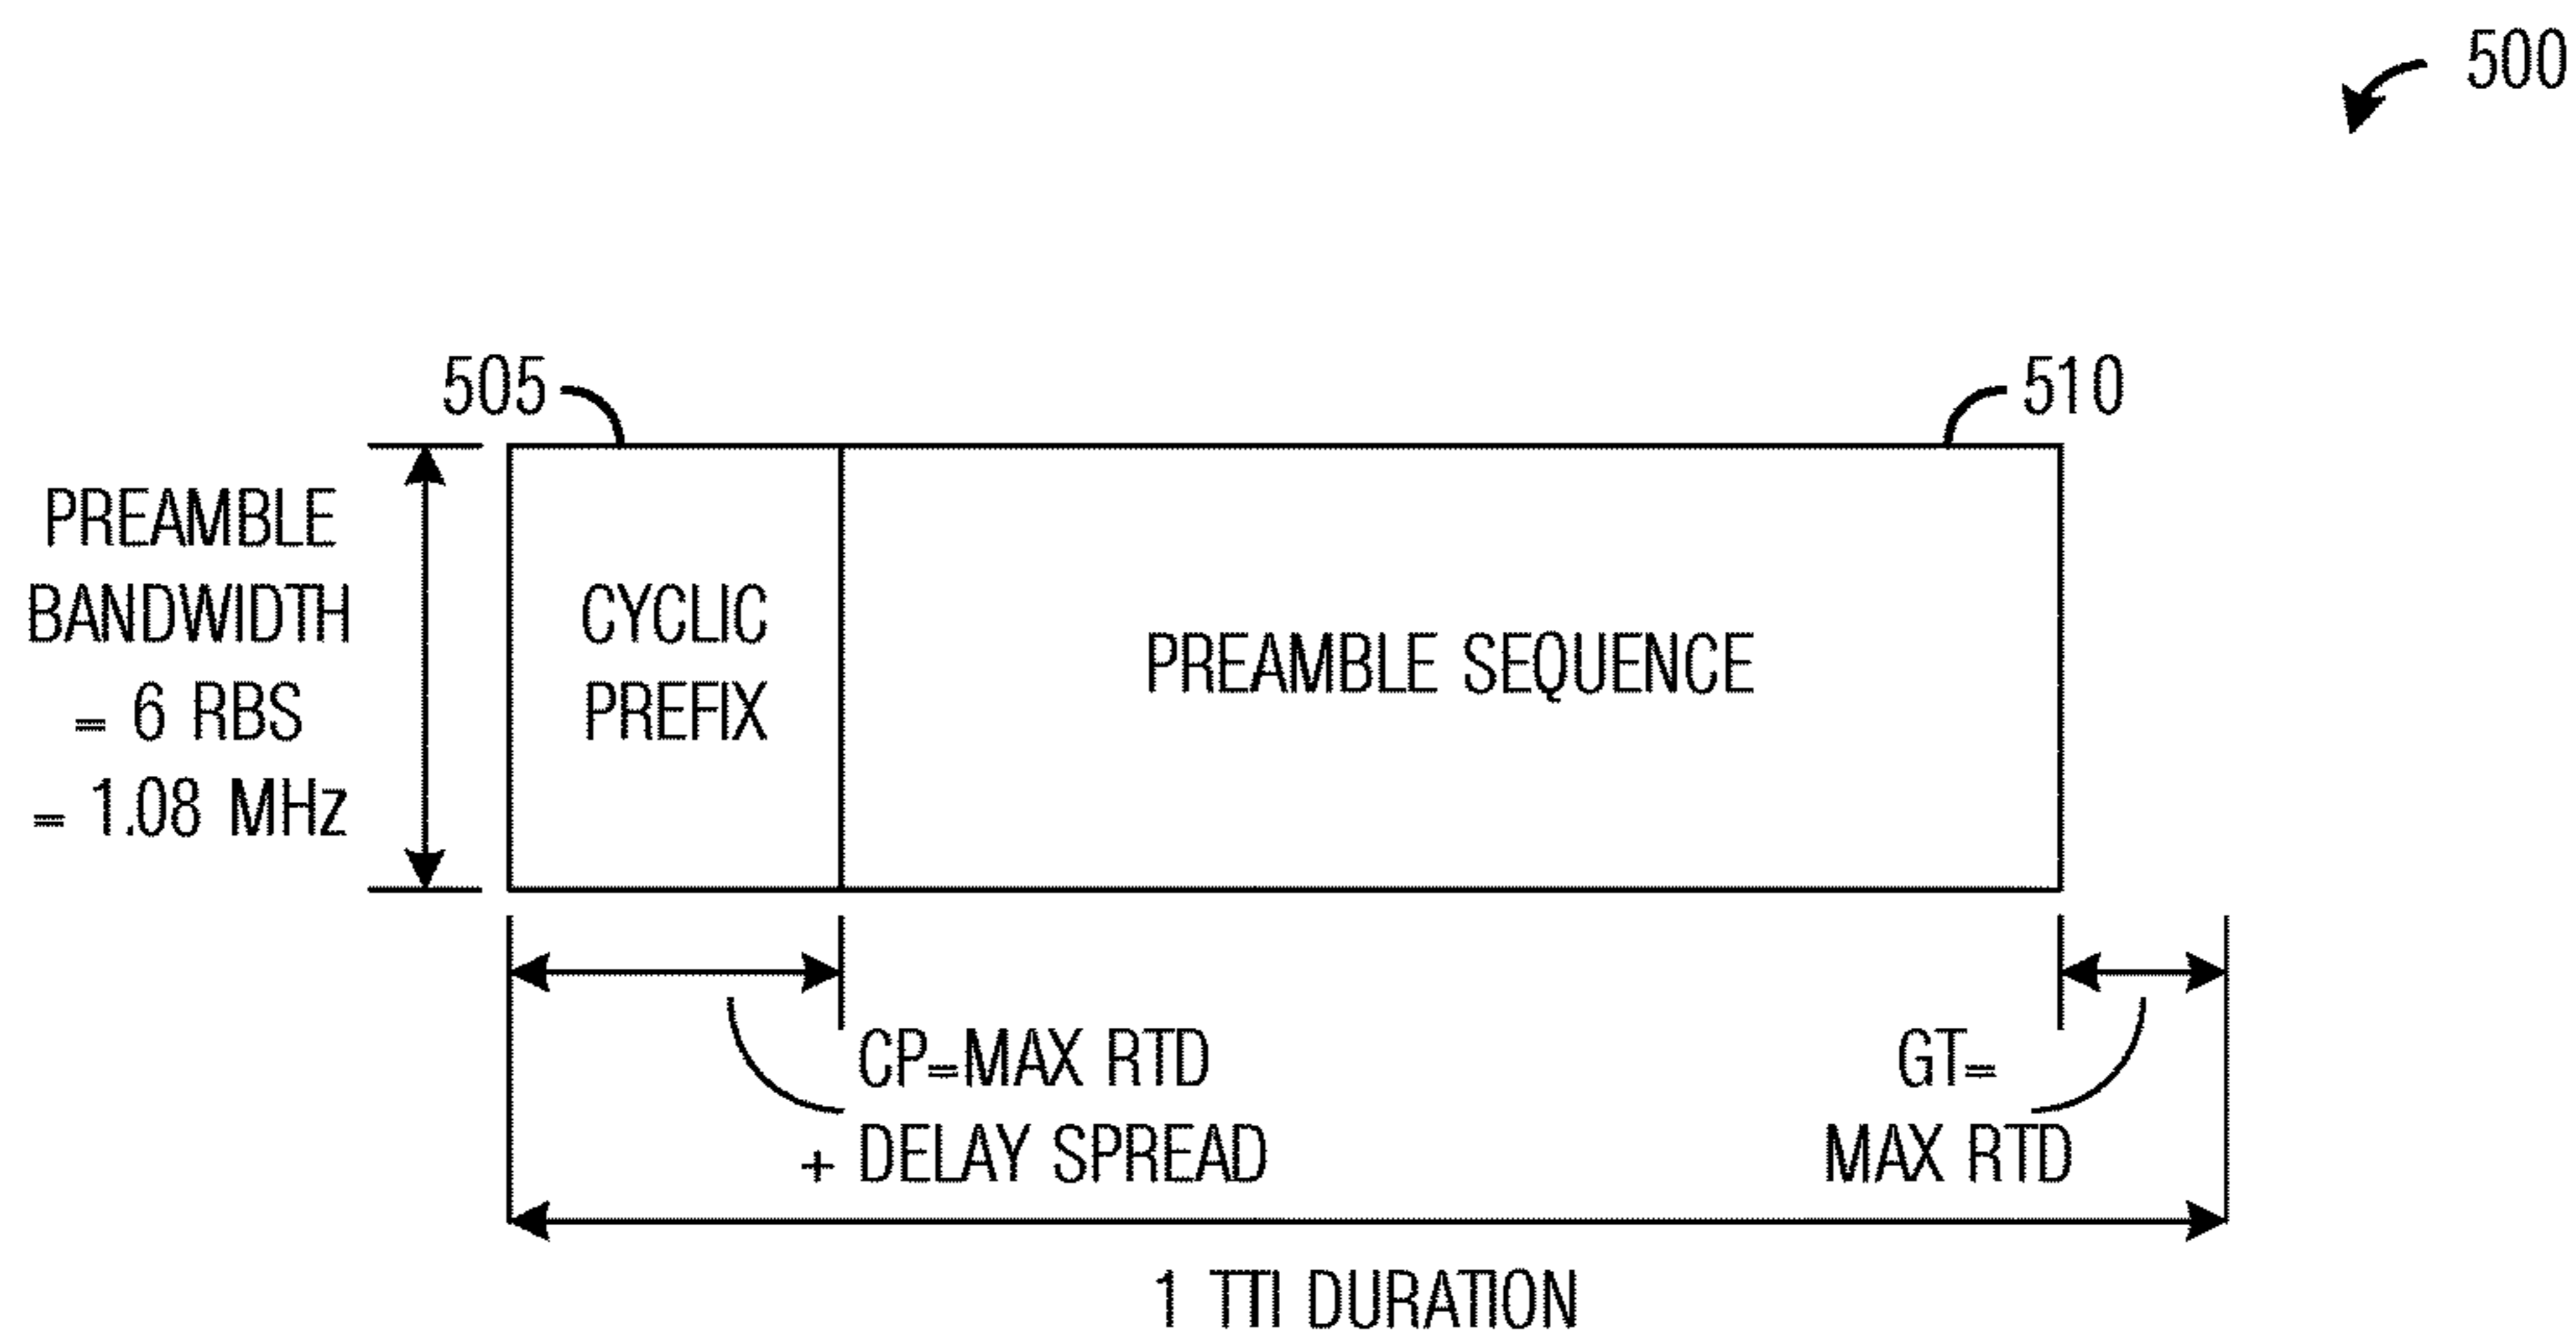 500
505
510
PREAMBLE
BANDWIDTH
= 6 RBS
= 1.08 MHz
CYCLIC
PREFIX
PREAMBLE SEQUENCE
CP=MAX RTD
+ DELAY SPREAD
GT=
MAX RTD
1 TTI DURATION